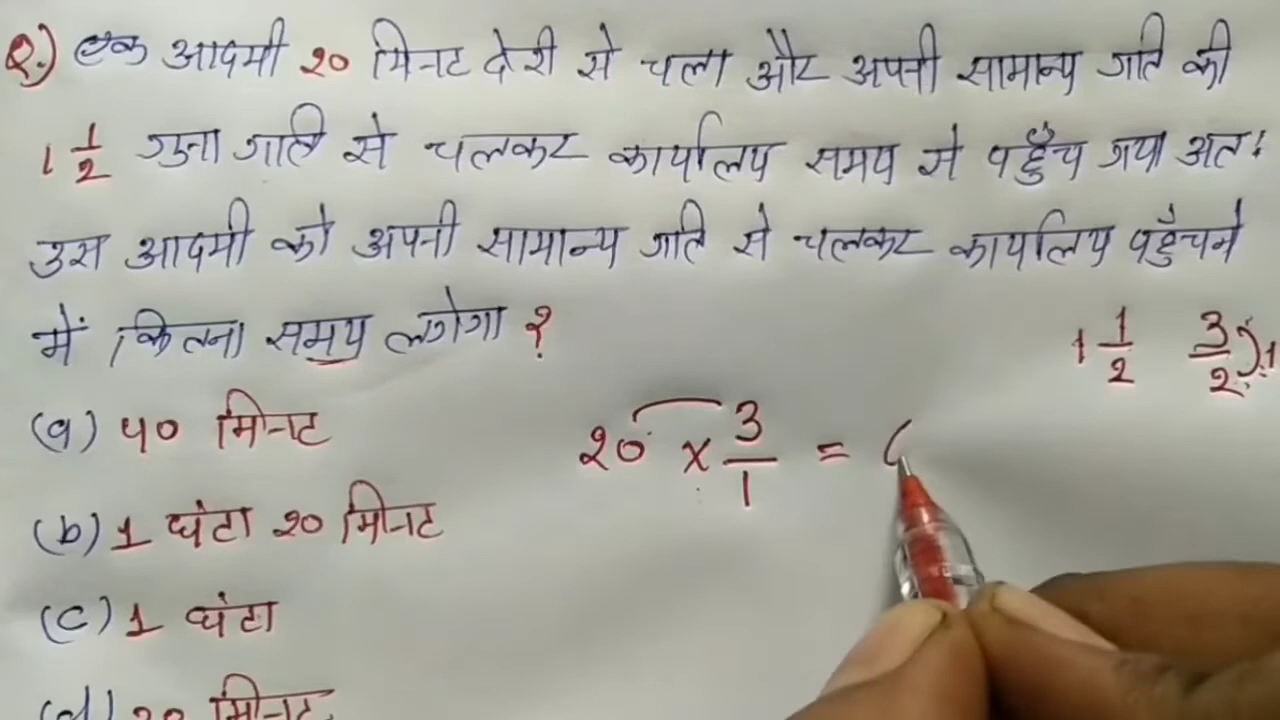 Q.) एक आदमी 20 मिनट देरी से चला और अपनी सामान्य गति की
1 1/2 गुना गति से चलकर कार्यालय समय से पहुँच गया अतः
उस आदमी को अपनी सामान्य गति से चलकर कार्यालय पहुँचने
में कितना समय लगेगा ?
1 1/2 3/2 ) 1
(a) 40 मिनट
20 × 3/1 =
(b) 1 घंटा 20 मिनट
(c) 1 घंटा
(d) मिनट